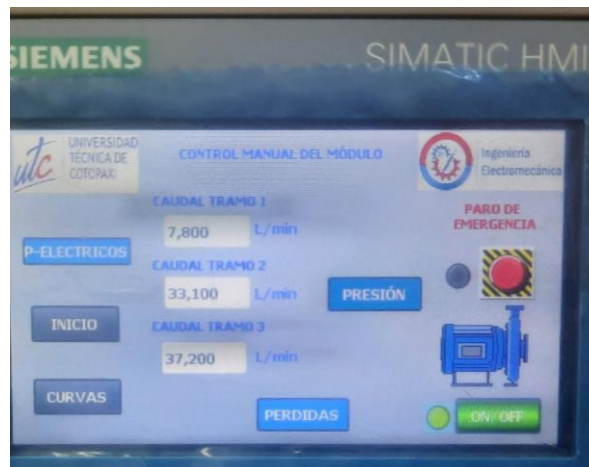 SIEMENS
SIMATIC HMI
utc
UNIVERSIDAD
TÉCNICA DE
COTOPAXI
CONTROL MANUAL DEL MÓDULO
Ingeniería
Electromecánica
CAUDAL TRAMO 1
7,800 L/min
PARO DE
EMERGENCIA
P-ELECTRICOS
CAUDAL TRAMO 2
33,100 L/min
PRESIÓN
INICIO
CAUDAL TRAMO 3
37,200 L/min
CURVAS
PERDIDAS
ON/OFF